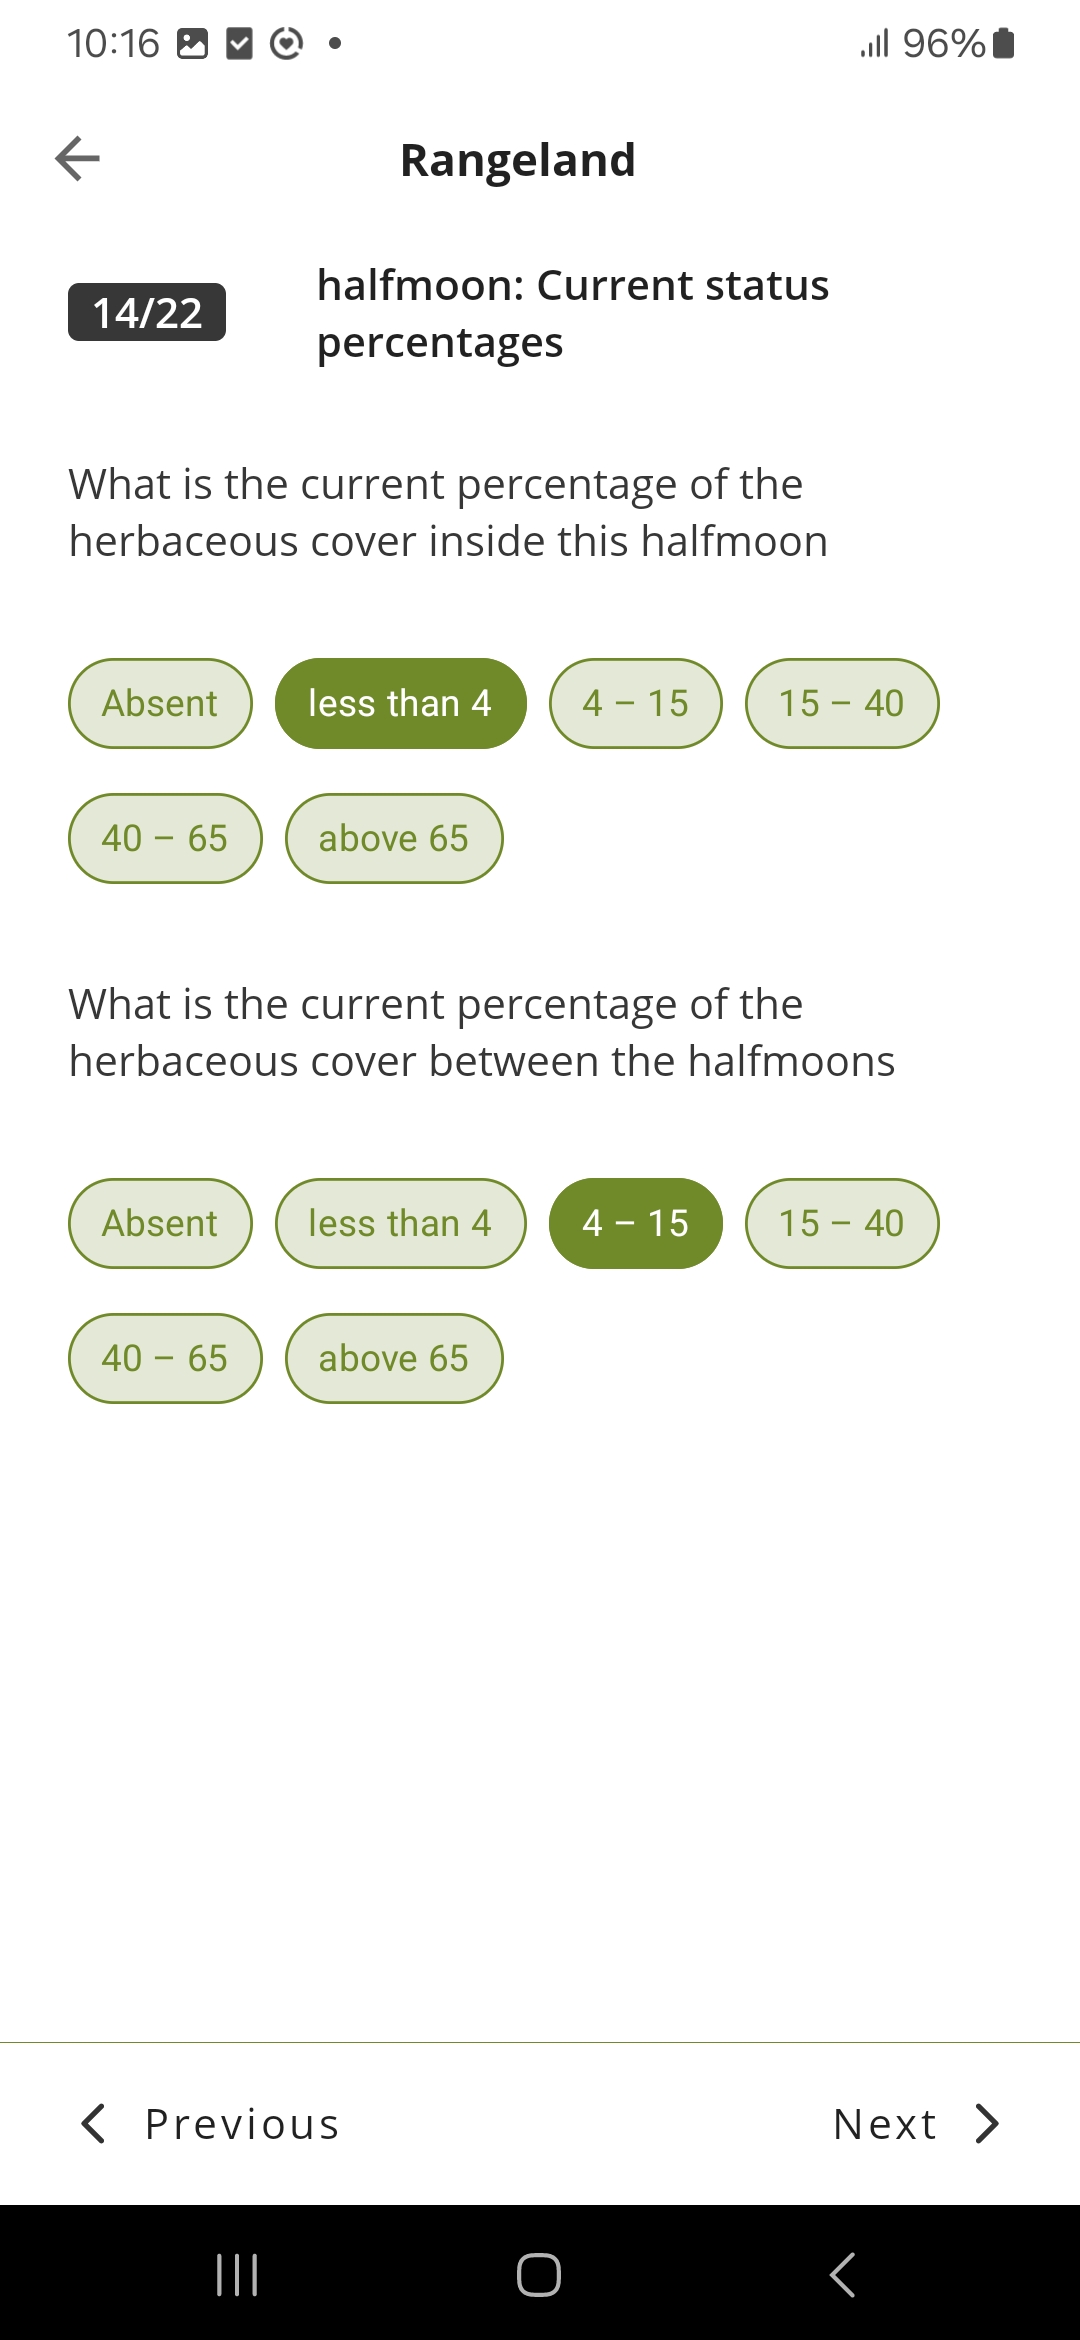 10:16 96%
Rangeland
14/22
halfmoon: Current status
percentages
What is the current percentage of the
herbaceous cover inside this halfmoon
Absent less than 4 4 – 15 15 – 40
40 – 65 above 65
What is the current percentage of the
herbaceous cover between the halfmoons
Absent less than 4 4 – 15 15 – 40
40 – 65 above 65
Previous Next